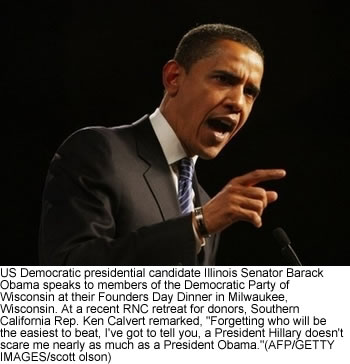 US Democratic presidential candidate Illinois Senator Barack
Obama speaks to members of the Democratic Party of
Wisconsin at their Founders Day Dinner in Milwaukee,
Wisconsin. At a recent RNC retreat for donors, Southern
California Rep. Ken Calvert remarked, "Forgetting who will be
the easiest to beat, I've got to tell you, a President Hillary doesn't
scare me nearly as much as a President Obama."(AFP/GETTY
IMAGES/scott olson)